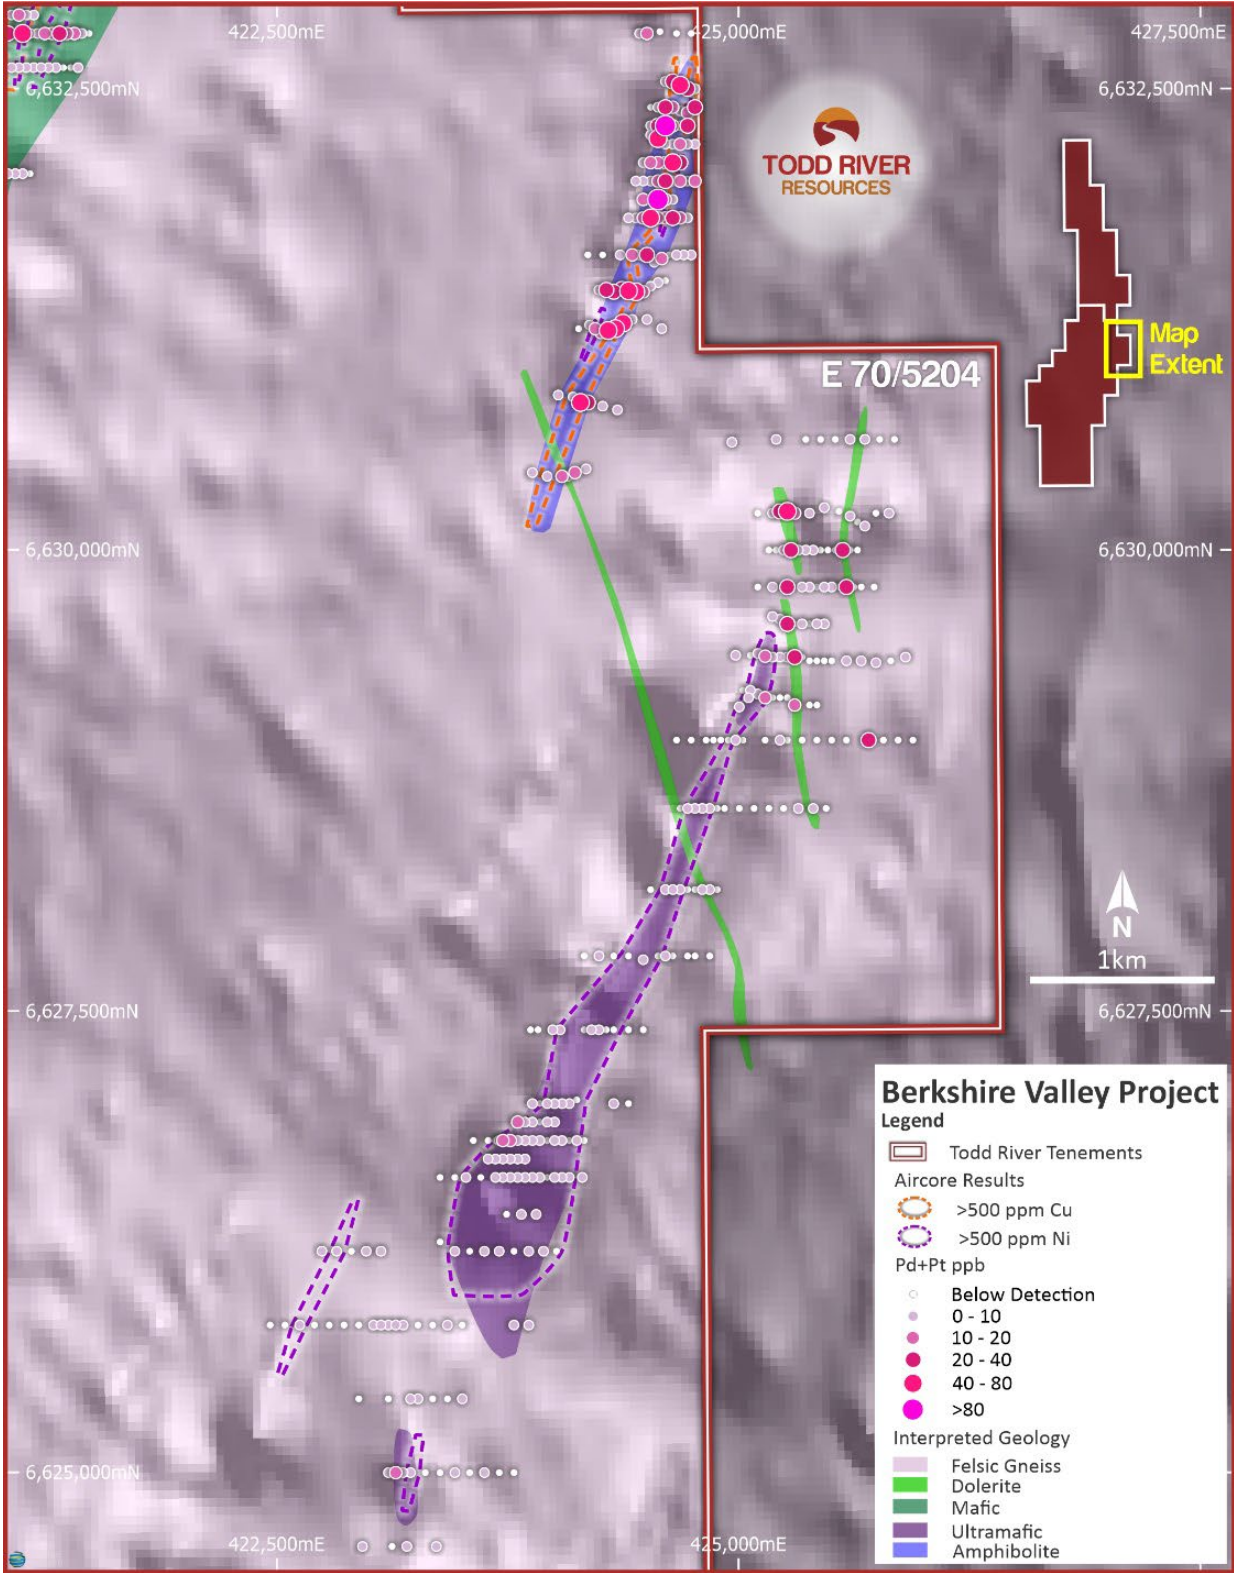 422,500mE
425,000mE
427,500mE
6,632,500mN
6,632,500mN
TODD RIVER
RESOURCES
Map
Extent
E 70/5204
6,630,000mN
6,630,000mN
N
1km
6,627,500mN
6,627,500mN
Berkshire Valley Project
Legend
Todd River Tenements
Aircore Results
>500 ppm Cu
>500 ppm Ni
Pd+Pt ppb
Below Detection
0 - 10
10 - 20
20 - 40
40 - 80
>80
Interpreted Geology
Felsic Gneiss
Dolerite
Mafic
Ultramafic
Amphibolite
6,625,000mN
422,500mE
425,000mE